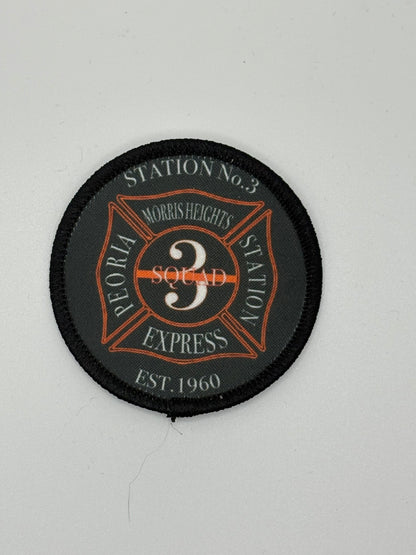 STATION No.3
MORRIS HEIGHTS
PEORIA
3
SQUAD
STATION
EXPRESS
EST.1960